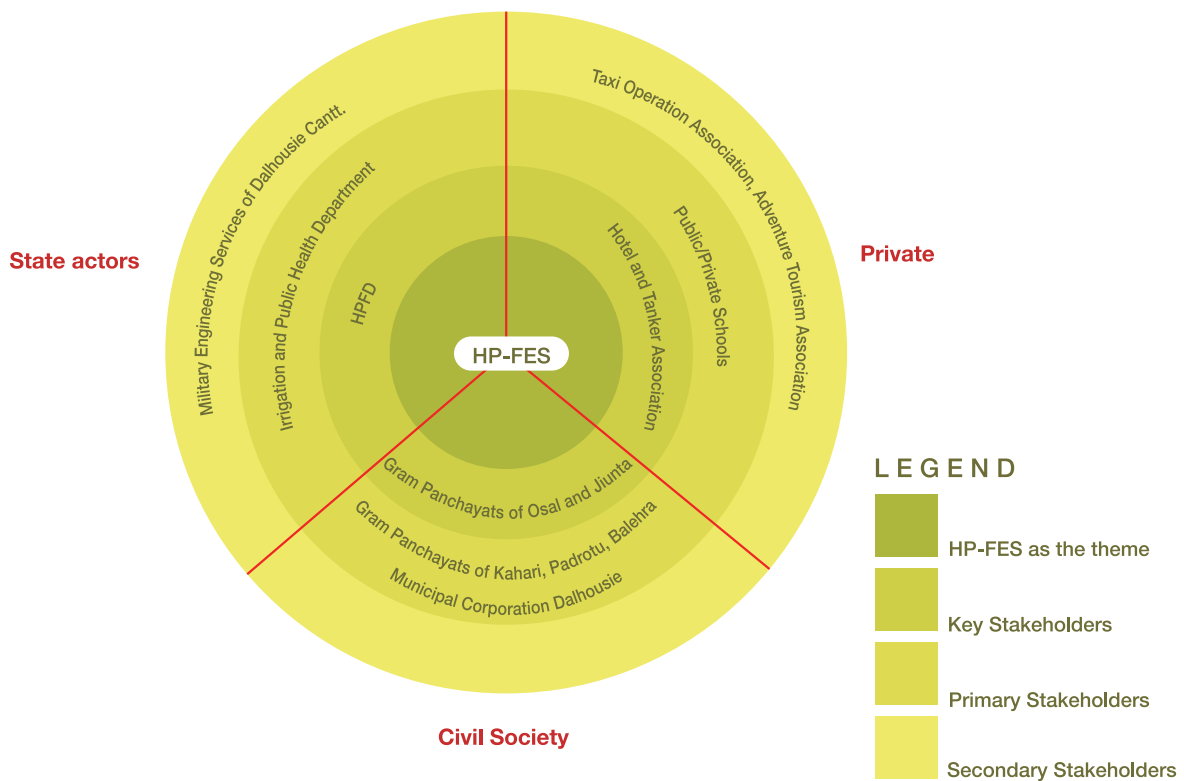 Taxi Operation Association, Adventure Tourism Association
Military Engineering Services of Dalhousie Cantt.
Irrigation and Public Health Department
Public/Private Schools
Hotel and Tanker Association
HPFD
State actors
Private
HP-FES
Gram Panchayats of Osal and Jiunta
Gram Panchayats of Kahari, Padrotu, Balehra
Municipal Corporation Dalhousie
Civil Society
LEGEND
HP-FES as the theme
Key Stakeholders
Primary Stakeholders
Secondary Stakeholders